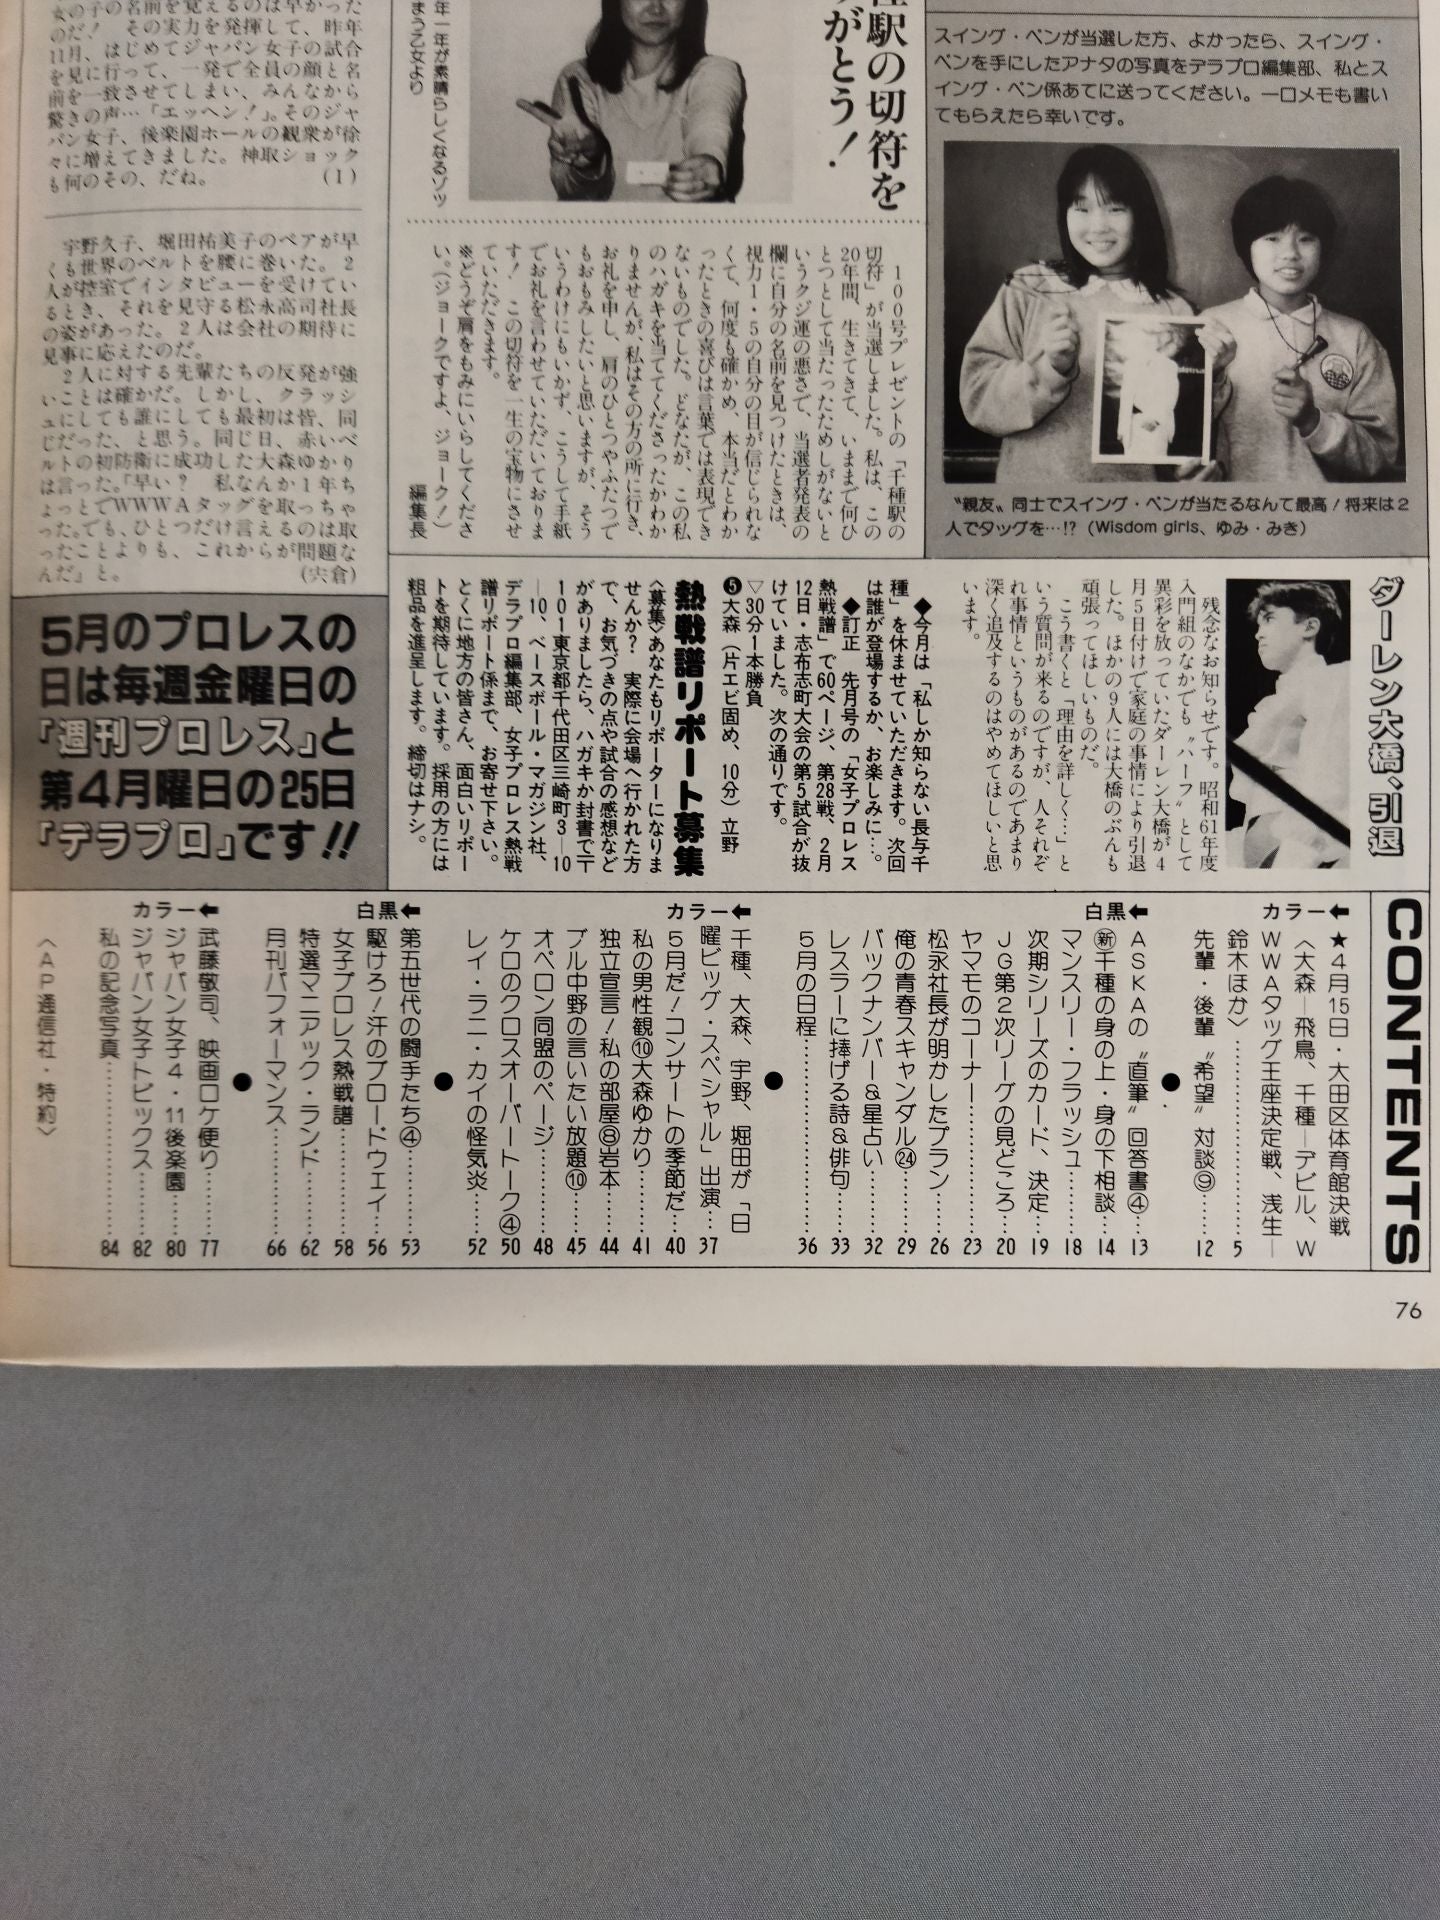 性駅の切符を
がとう！
年一年が素晴らしくなるゾッ
まう乙女より
スイング・ペンが当選した方、よかったら、スイング・
ペンを手にしたアナタの写真をデラプロ編集部、私とス
イング・ペン係あてに送ってください。一口メモも書い
てもらえたら幸いです。
〝親友〟同士でスイング・ペンが当たるなんて最高！将来は２
人でタッグを…!?（Wisdom girls、ゆみ・みき）
１００号プレゼントの「千種駅の
切符」が当選しました。私は、この
20年間、生きてきて、いままで何ひ
とつとして当たったためしがないと
いうクジ運の悪さで、当選者発表の
欄に自分の名前を見つけたときは、
視力１・５の自分の目が信じられな
くて、何度も確かめ、本当だとわか
ったときの喜びは言葉では表現でき
ないものでした。どなたが、この私
のハガキを当ててくださったかわか
りませんが、私はその方の所に行き、
お礼を申し、肩のひとつやふたつで
もおもみしたいと思いますが、そう
いうわけにもいかず、こうして手紙
でお礼を言わせていただいておりま
す！　この切符を一生の宝物にさせ
ていただきます。
※どうぞ肩をもみにいらしてくださ
い。（ジョークですよ、ジョーク！）
編集長
女の子の名前を覚えるのは早かった
のだ！　その実力を発揮して、昨年
11月、はじめてジャパン女子の試合
を見に行って、一発で全員の顔と名
前を一致させてしまい、みんなから
驚きの声…「エッヘン！」。そのジャ
パン女子、後楽園ホールの観衆が徐
々に増えてきました。神取ショック
も何のその、だね。　（１）
宇野久子、堀田祐美子のペアが早
くも世界のベルトを腰に巻いた。２
人が控室でインタビューを受けてい
るとき、それを見守る松永高司社長
の姿があった。２人は会社の期待に
見事に応えたのだ。
２人に対する先輩たちの反発が強
いことは確かだ。しかし、クラッシ
ュにしても誰にしても最初は皆、同
じだった、と思う。同じ日、赤いベ
ルトの初防衛に成功した大森ゆかり
は言った。「早い？　私なんか１年ち
ょっとでＷＷＷＡタッグを取っちゃ
った。でも、ひとつだけ言えるのは取
ったことよりも、これからが問題な
んだ」と。　（宍倉）
5月のプロレスの
日は毎週金曜日の
『週刊プロレス』と
第4月曜日の25日
『デラプロ』です!!
ダーレン大橋、引退
残念なお知らせです。昭和61年度
入門組のなかでも〝ハーフ〟として
異彩を放っていたダーレン大橋が４
月５日付けで家庭の事情により引退
した。ほかの９人には大橋のぶんも
頑張ってほしいものだ。
こう書くと「理由を詳しく…」と
いう質問が来るのですが、人それぞ
れ事情というものがあるのであまり
深く追及するのはやめてほしいと思
います。
◆今月は「私しか知らない長与千
種」を休ませていただきます。次回
は誰が登場するか、お楽しみに…。
◆訂正　先月号の「女子プロレス
熱戦譜」で60ページ、第28戦、２月
12日・志布志町大会の第５試合が抜
けていました。次の通りです。
▽30分１本勝負
❺大森（片エビ固め、10分）立野
熱戦譜リポート募集
〈募集〉あなたもリポーターになりま
せんか？　実際に会場へ行かれた方
で、お気づきの点や試合の感想など
がありましたら、ハガキか封書で〒
１０１東京都千代田区三崎町３―10
―10、ベースボール・マガジン社、
デラプロ編集部、女子プロレス熱戦
譜リポート係まで、お寄せ下さい。
とくに地方の皆さん、面白いリポー
トを期待しています。採用の方には
粗品を進呈します。締切はナシ。
CONTENTS
カラー←
★４月15日・大田区体育館決戦
〈大森―飛鳥、千種―デビル、Ｗ
ＷＷＡタッグ王座決定戦、浅生―
鈴木ほか〉…………5
先輩・後輩〝希望〟対談⑨……12
●
白黒←
ＡＳＫＡの〝直筆〟回答書④……13
㊟千種の身の上・身の下相談……14
マンスリー・フラッシュ……18
次期シリーズのカード、決定……19
ＪＧ第２次リーグの見どころ……20
ヤマモのコーナー……23
松永社長が明かしたプラン……26
俺の青春スキャンダル㉔……29
バックナンバー＆星占い……32
レスラーに捧げる詩＆俳句……33
５月の日程……36
●
カラー←
千種、大森、宇野、堀田が「日
曜ビッグ・スペシャル」出演……37
５月だ！コンサートの季節だ……40
私の男性観⑩大森ゆかり……41
独立宣言！私の部屋⑧岩本……44
ブル中野の言いたい放題⑩……45
オペロン同盟のページ……48
ケロのクロスオーバートーク④……50
レイ・ラニ・カイの怪気炎……52
●
白黒←
第五世代の闘手たち④……53
駆けろ！汗のブロードウェイ……56
女子プロレス熱戦譜……58
特選マニアック・ランド……62
月刊パフォーマンス……66
●
カラー←
武藤敬司、映画ロケ便り……77
ジャパン女子４・11後楽園……80
ジャパン女子トピックス……82
私の記念写真……84
〈ＡＰ通信社・特約〉
76